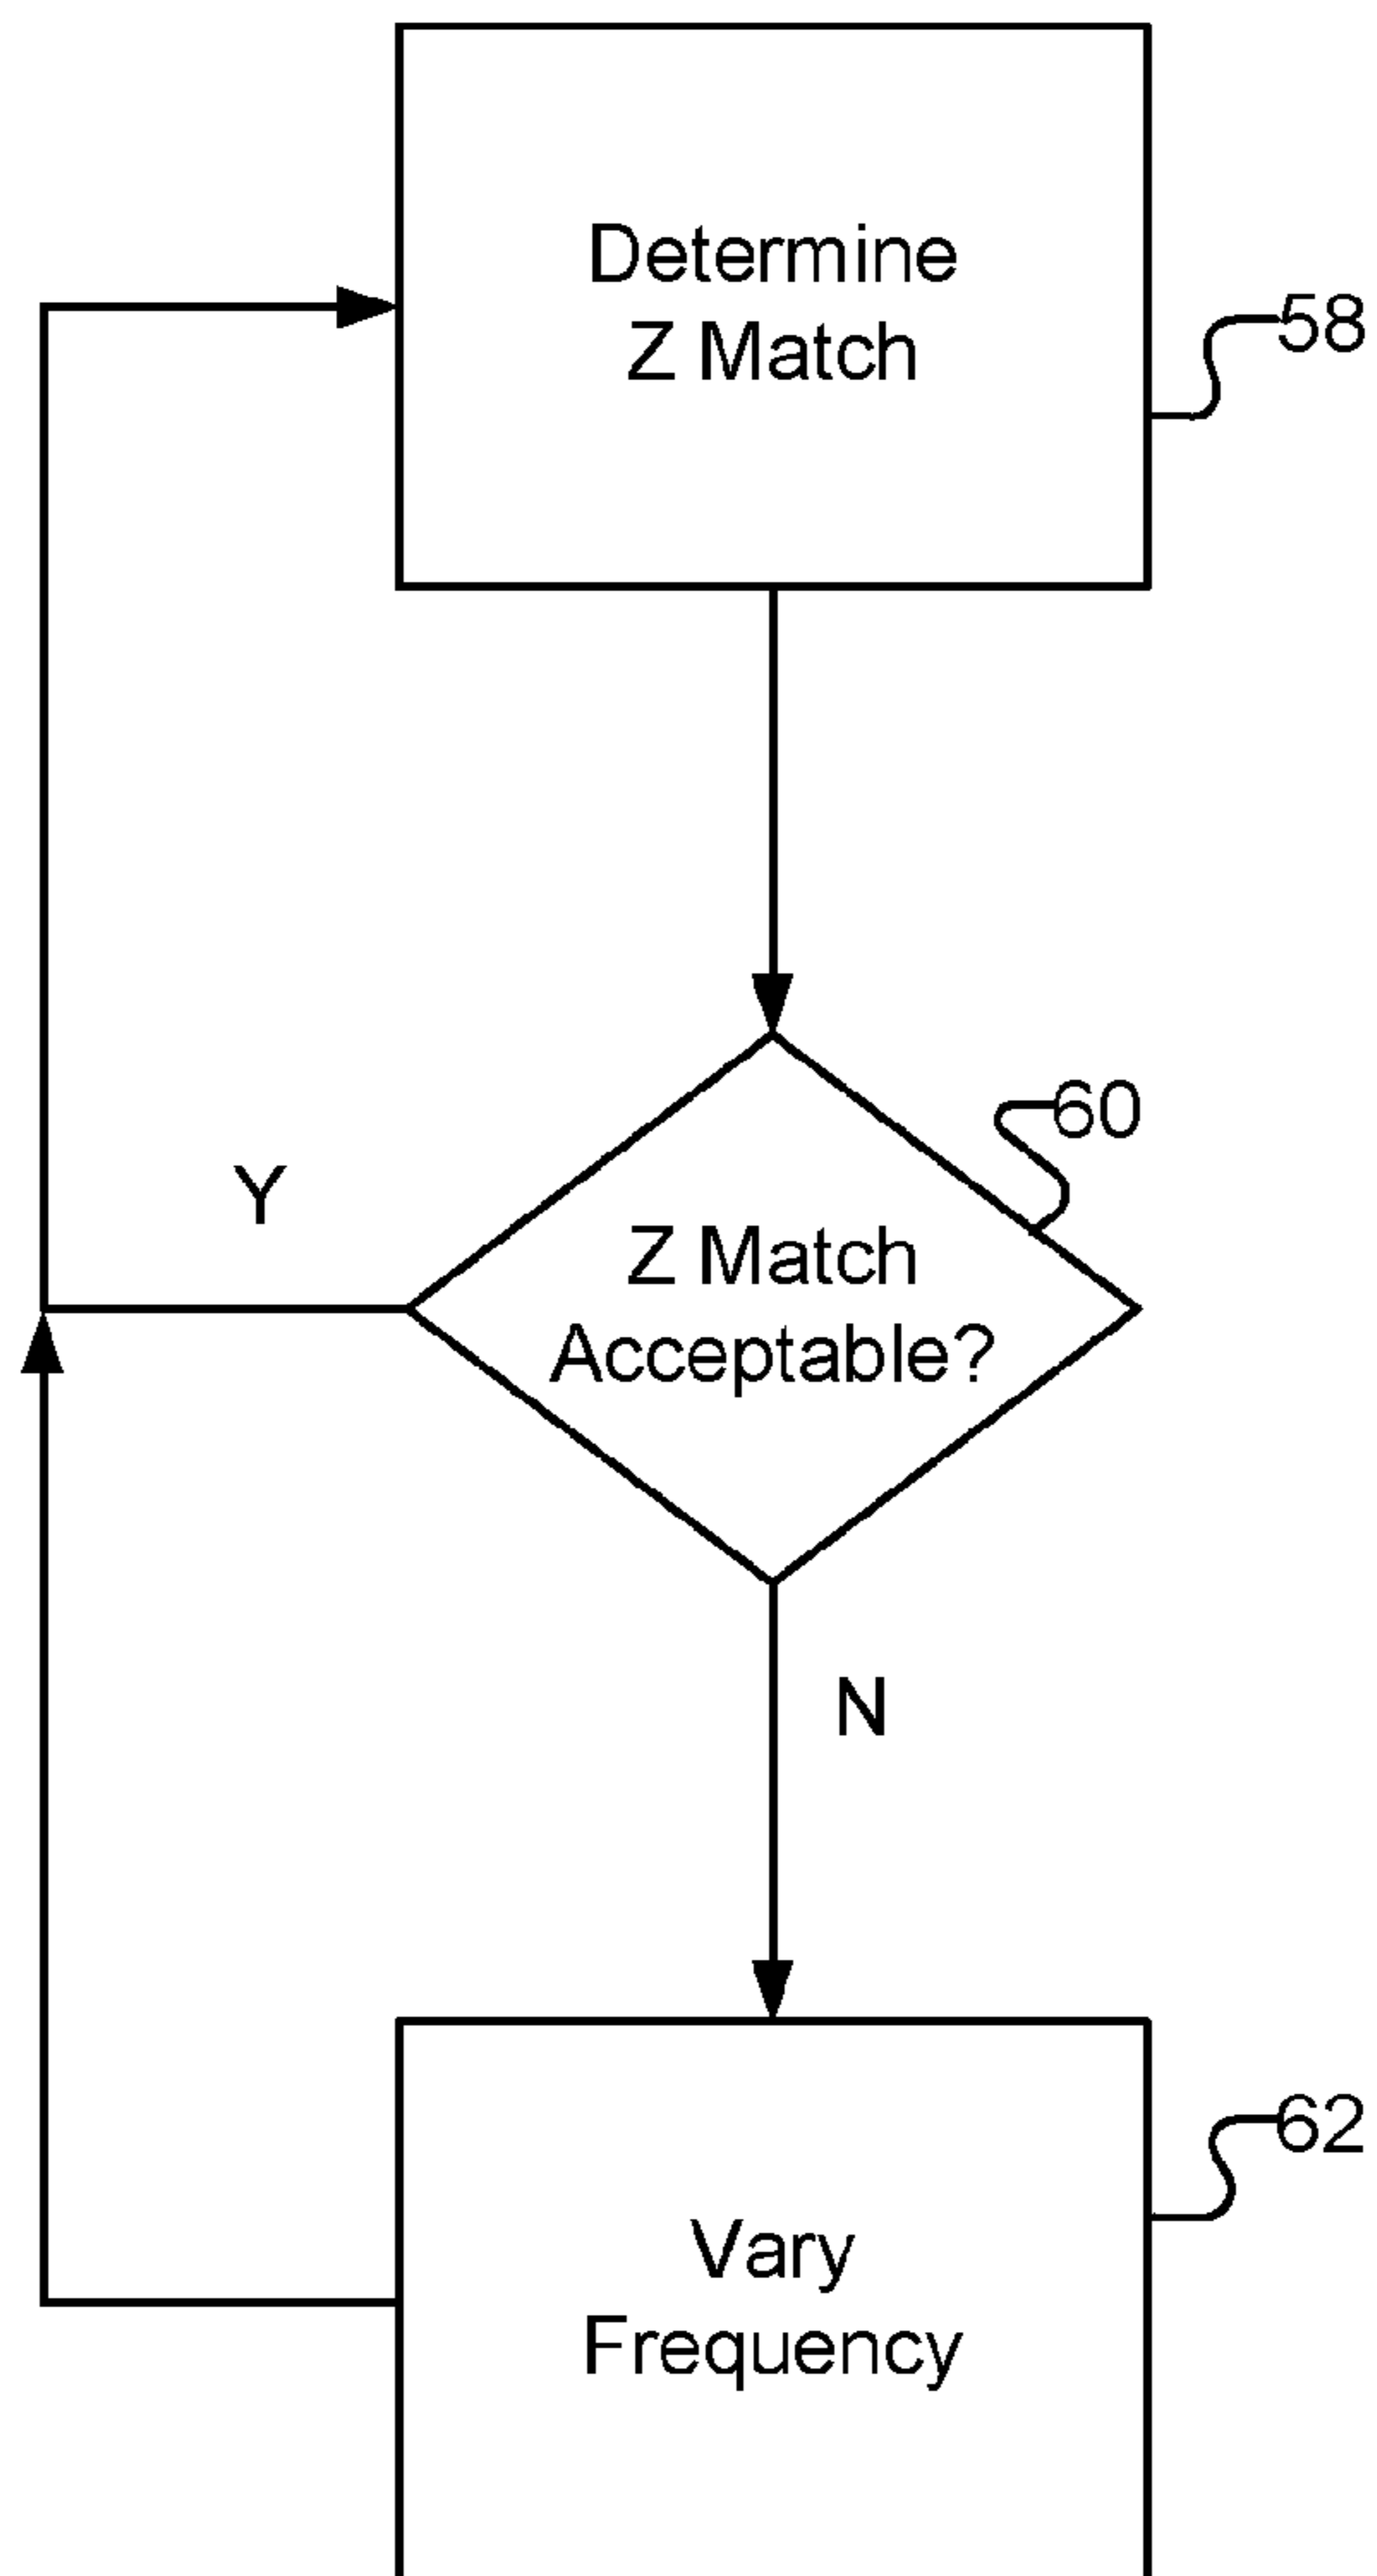 Determine
Z Match
58
60
Y
Z Match
Acceptable?
N
62
Vary
Frequency